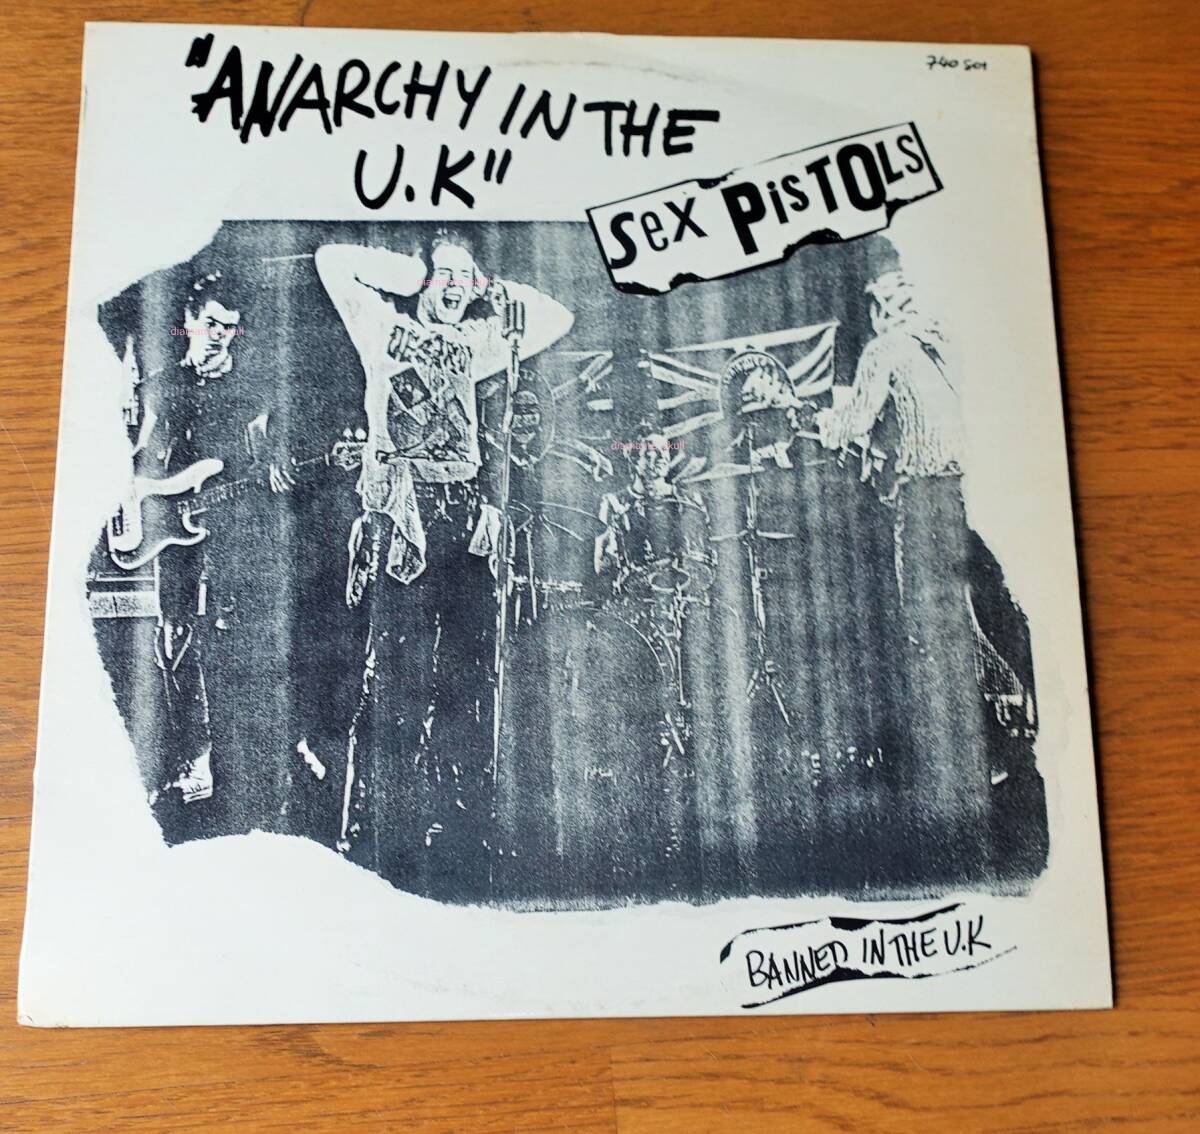 740 501
"ANARCHY IN THE
U.K"
Sex PisTOLS
BANNED IN THE U.K